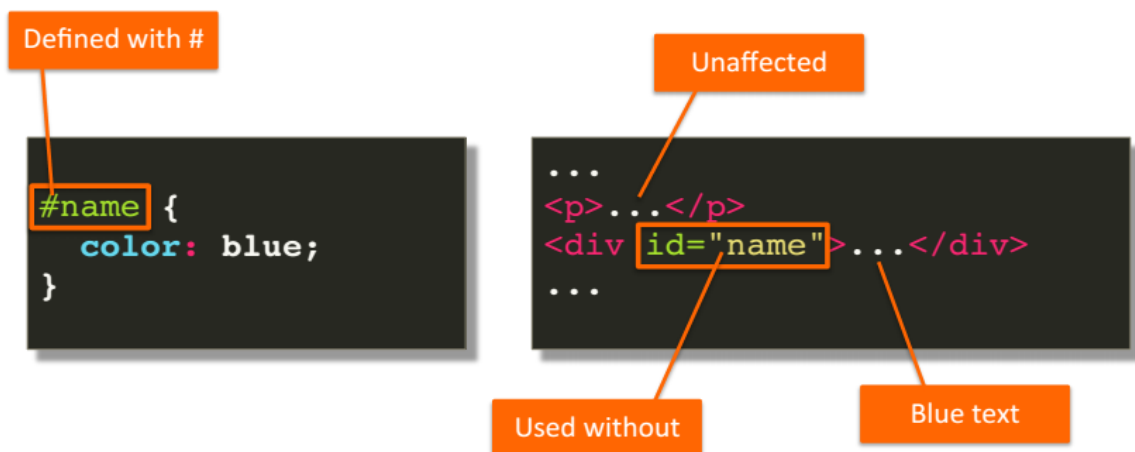 Defined with #
Unaffected
#name {
color: blue;
}
...
<p>...</p>
<div id="name">...</div>
...
Used without
Blue text